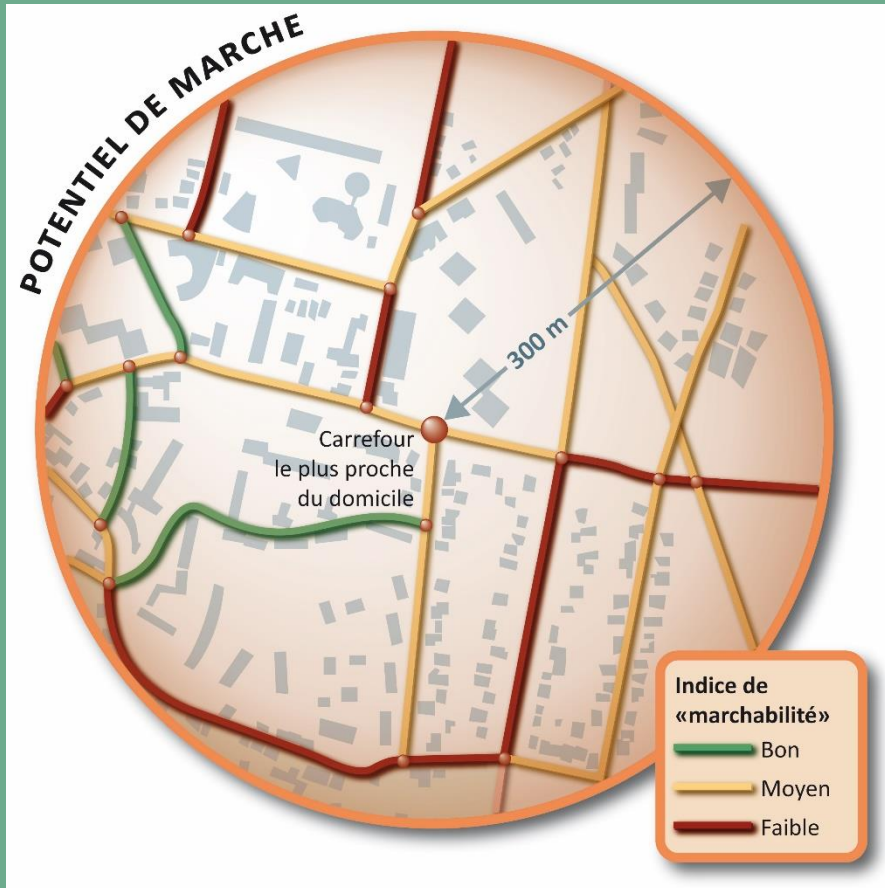 POTENTIEL DE MARCHE
300 m
Carrefour
le plus proche
du domicile
Indice de
«marchabilité»
Bon
Moyen
Faible